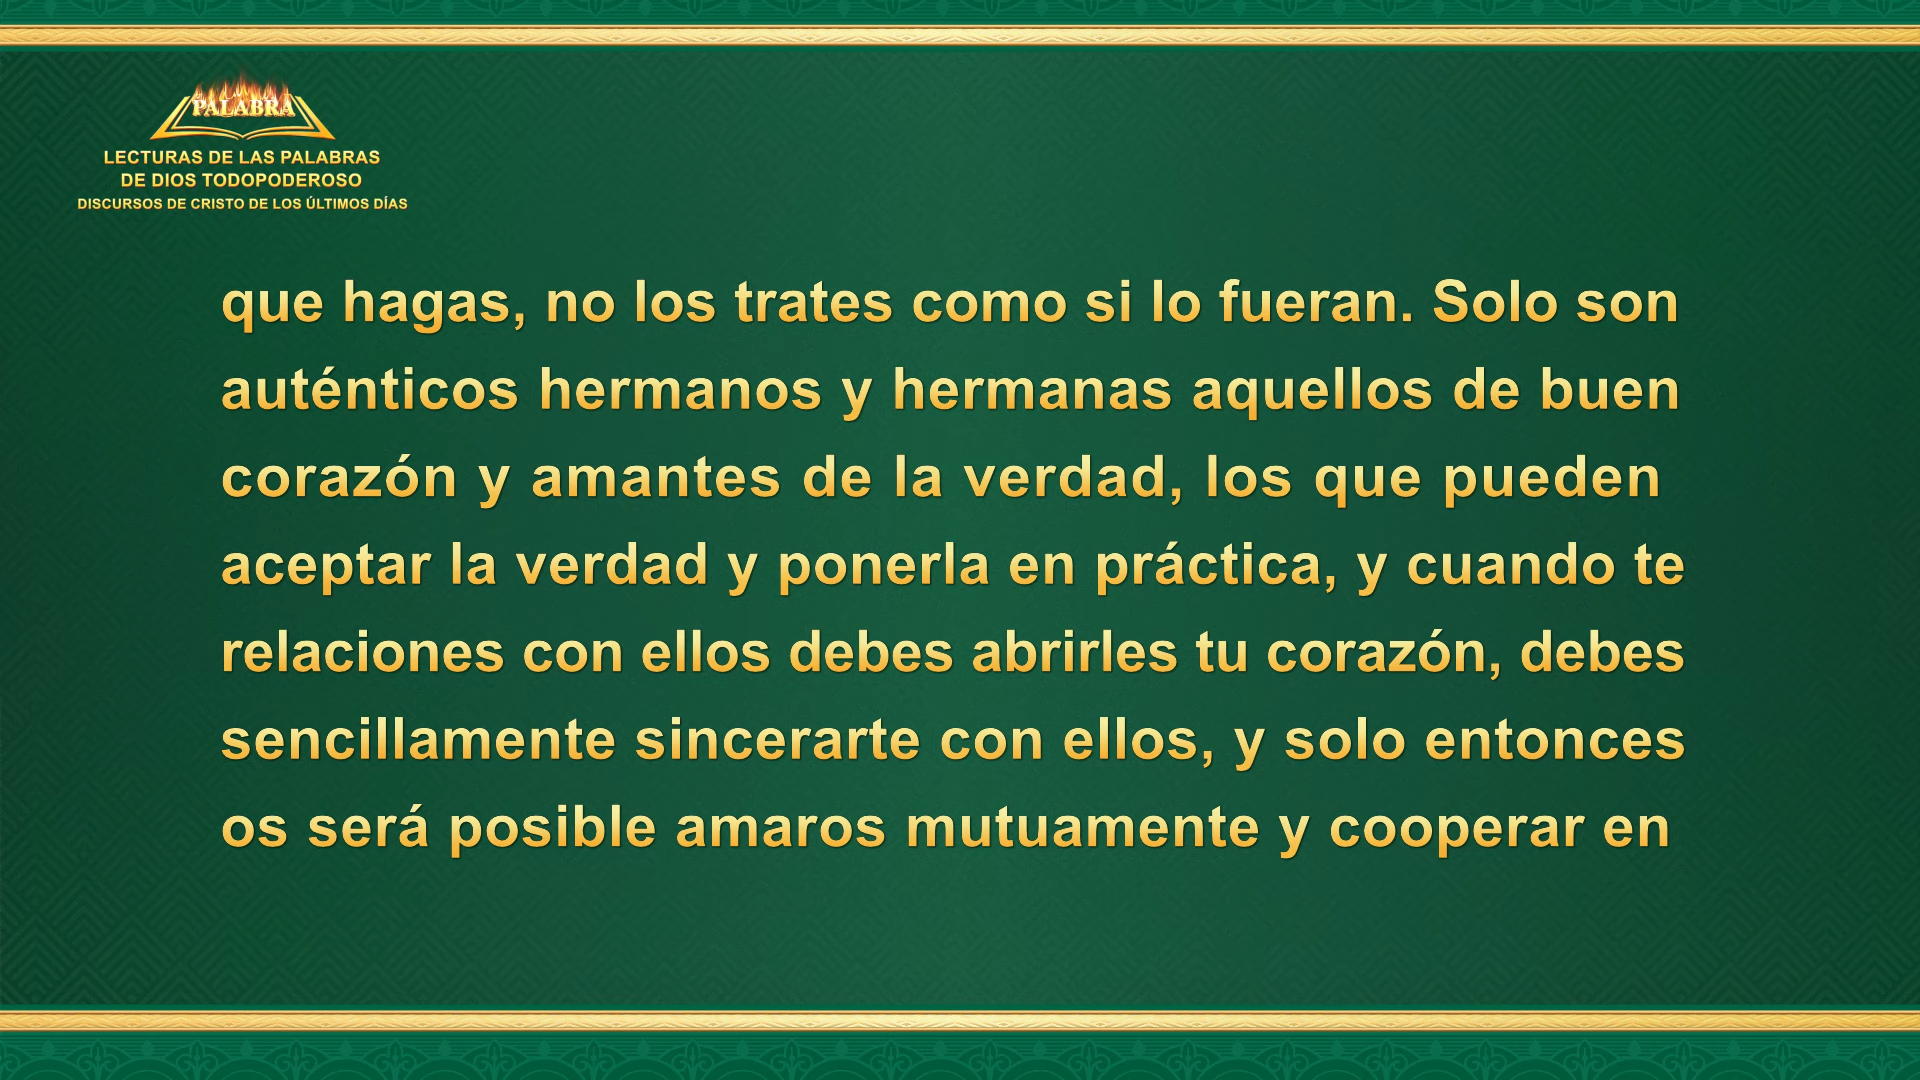 PALABRA
LECTURAS DE LAS PALABRAS
DE DIOS TODOPODEROSO
DISCURSOS DE CRISTO DE LOS ÚLTIMOS DÍAS
que hagas, no los trates como si lo fueran. Solo son
auténticos hermanos y hermanas aquellos de buen
corazón y amantes de la verdad, los que pueden
aceptar la verdad y ponerla en práctica, y cuando te
relaciones con ellos debes abrirles tu corazón, debes
sencillamente sincerarte con ellos, y solo entonces
os será posible amaros mutuamente y cooperar en